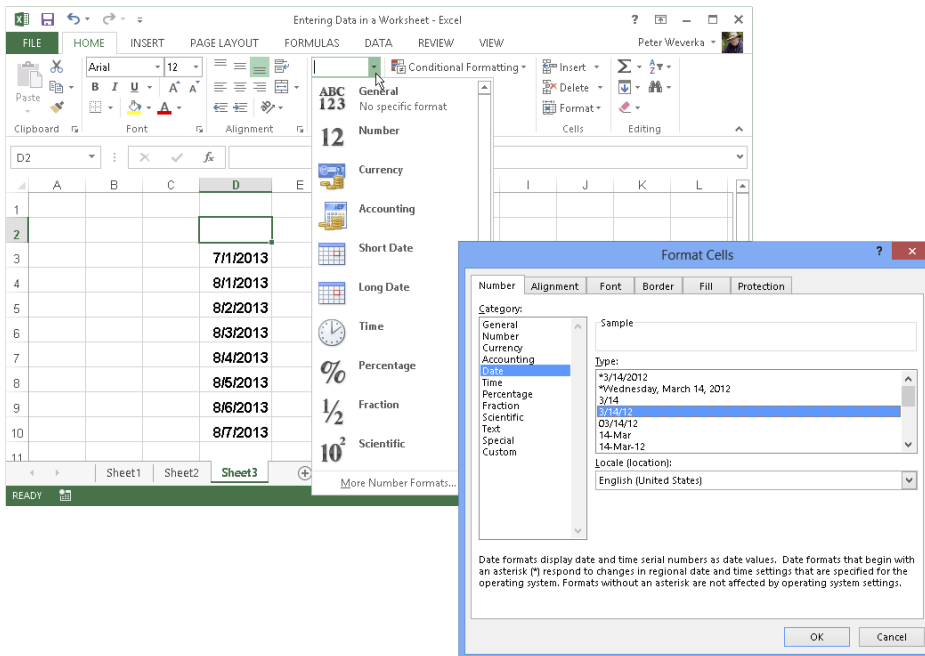 Entering Data in a Worksheet - Excel
?
FILE HOME INSERT PAGE LAYOUT FORMULAS DATA REVIEW VIEW Peter Weverka
Paste
Arial 12
B I U A A
A
Conditional Formatting
Insert
Delete
Format
Clipboard Font Alignment Cells Editing
D2 fx
A B C D E I J K L
1
2
3 7/1/2013
4 8/1/2013
5 8/2/2013
6 8/3/2013
7 8/4/2013
8 8/5/2013
9 8/6/2013
10 8/7/2013
11
Sheet1 Sheet2 Sheet3
READY
ABC
123
General
No specific format
12 Number
Currency
Accounting
Short Date
Long Date
Time
% Percentage
1/2 Fraction
10² Scientific
More Number Formats...
Format Cells
?
Number Alignment Font Border Fill Protection
Category:
General
Number
Currency
Accounting
Date
Time
Percentage
Fraction
Scientific
Text
Special
Custom
Sample
Type:
*3/14/2012
*Wednesday, March 14, 2012
3/14
3/14/12
03/14/12
14-Mar
14-Mar-12
Locale (location):
English (United States)
Date formats display date and time serial numbers as date values. Date formats that begin with
an asterisk (*) respond to changes in regional date and time settings that are specified for the
operating system. Formats without an asterisk are not affected by operating system settings.
OK Cancel